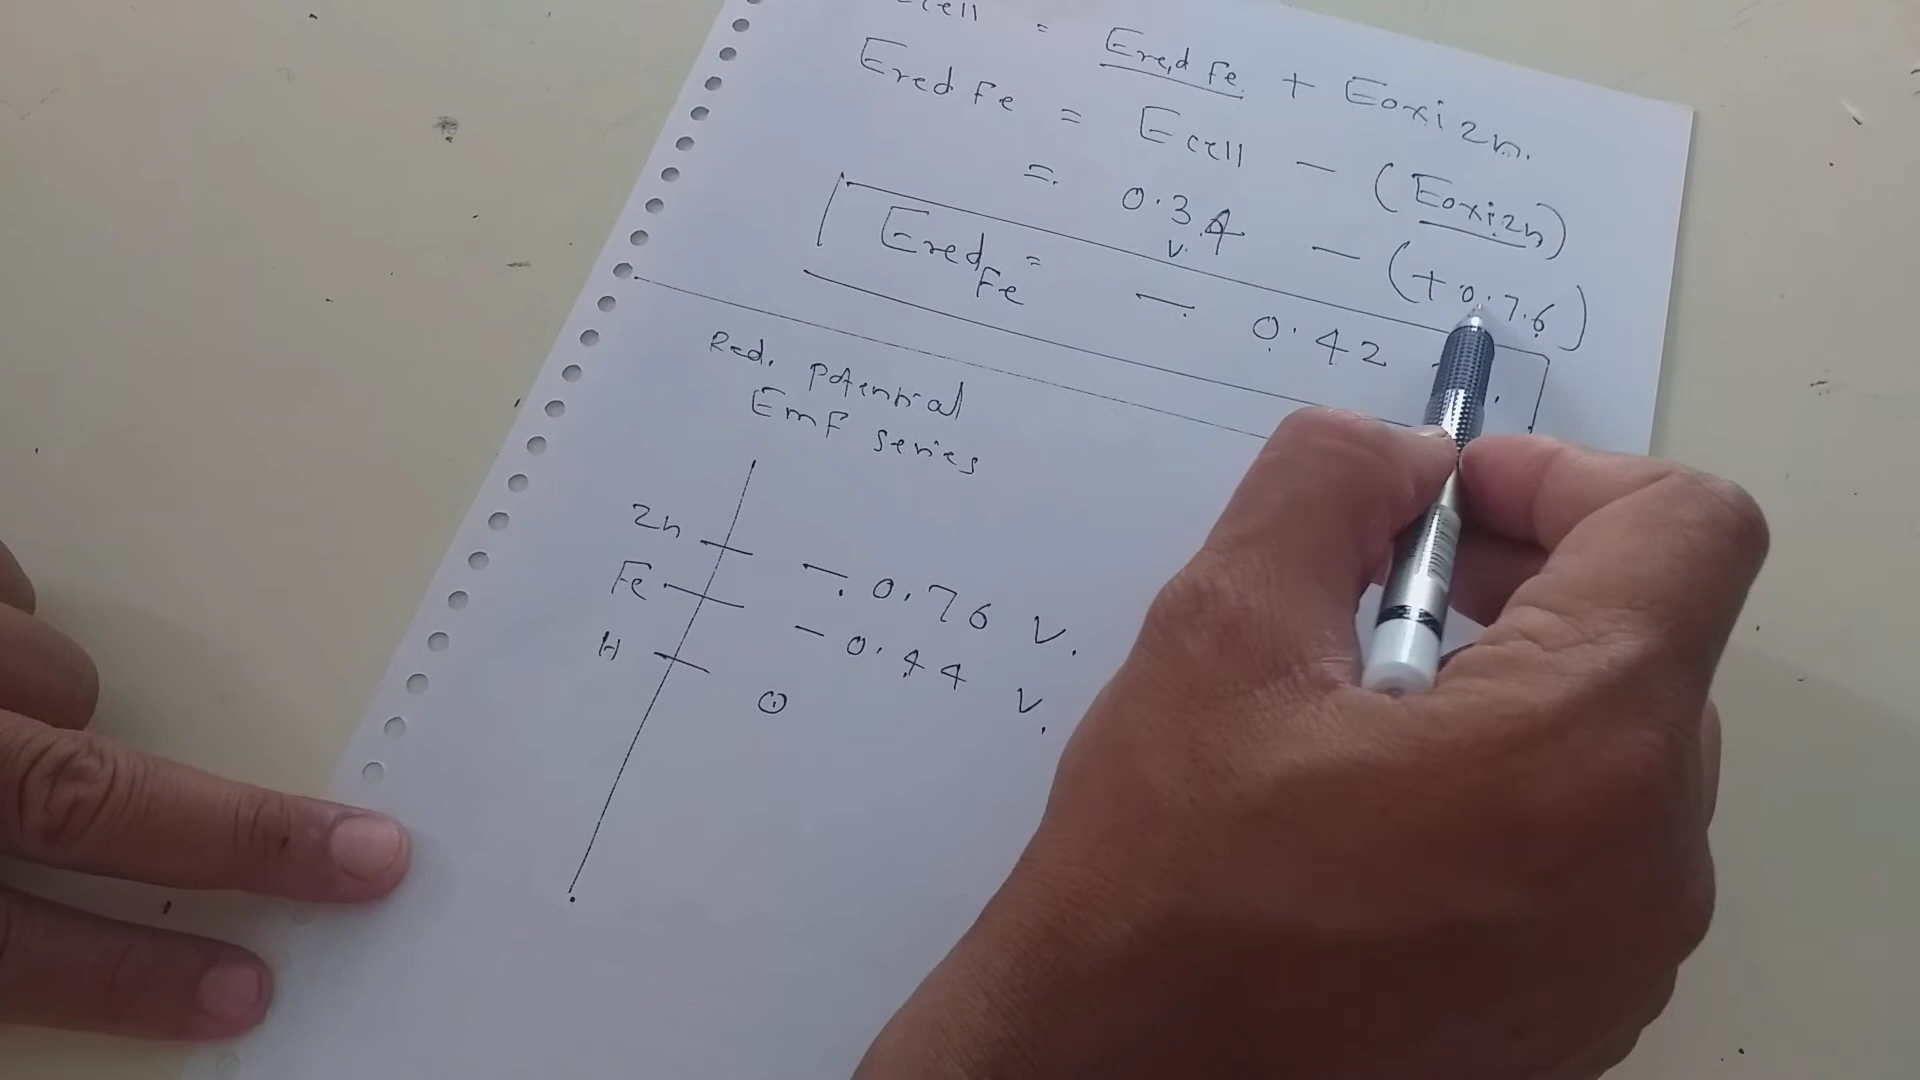 cell = Ered Fe + Eoxi Zn.
Ered Fe = Ecell - (Eoxi Zn)
= 0.34 V. - (+0.76)
Ered Fe = - 0.42
Red. Potential
Emf series
Zn - 0.76 V.
Fe - 0.44 V.
H 0